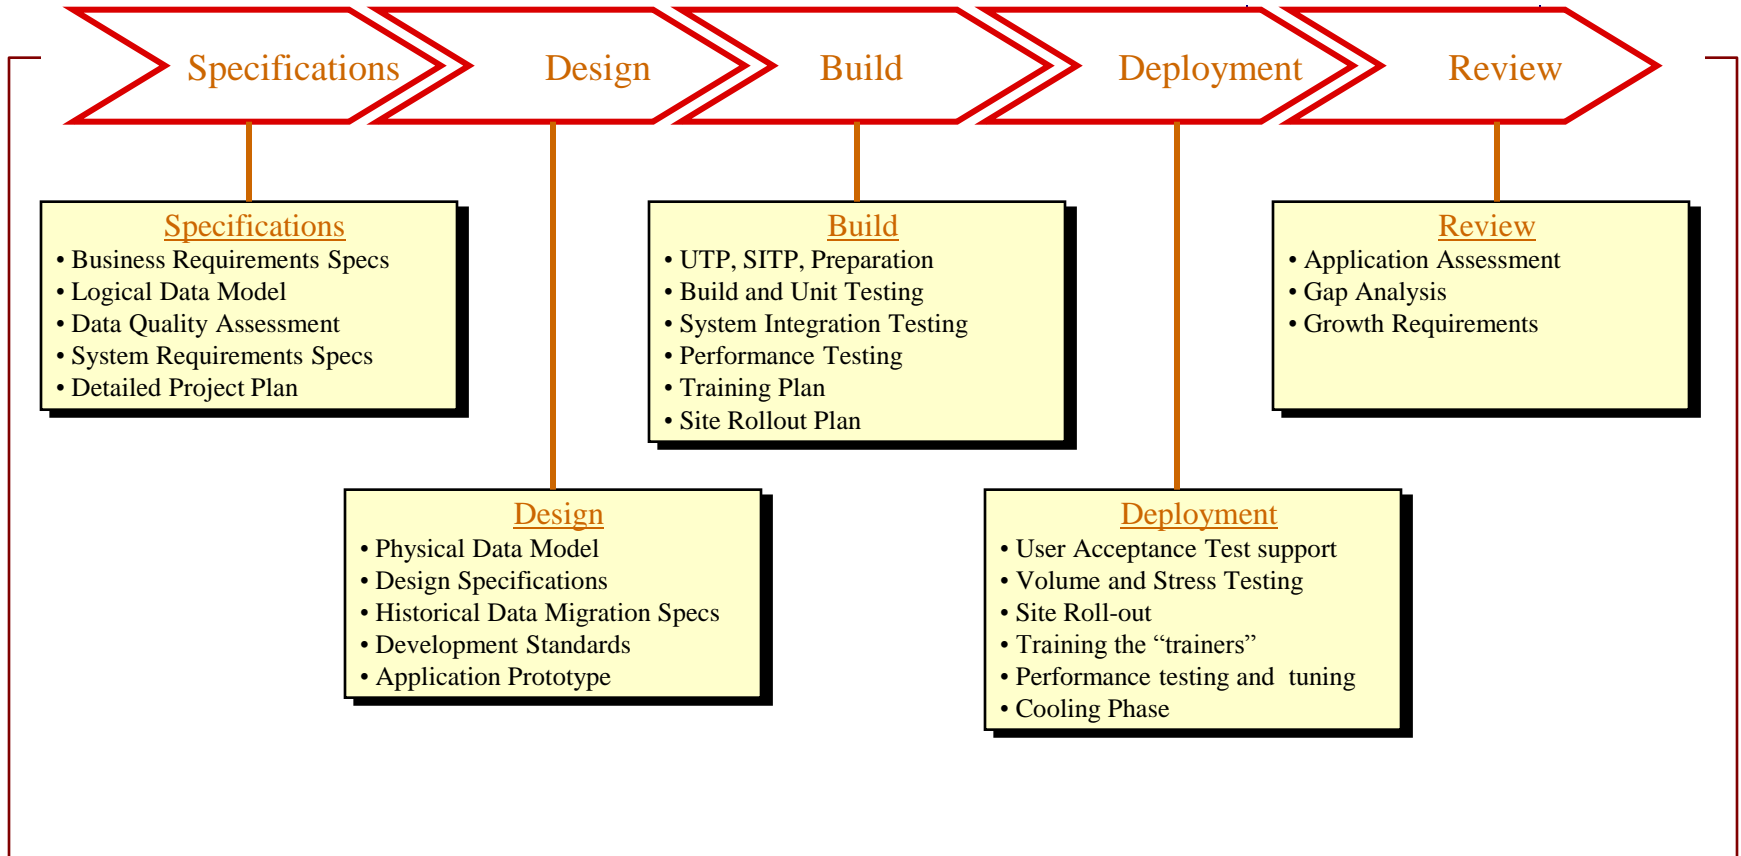 Specifications
Design
Build
Deployment
Review
Specifications
• Business Requirements Specs
• Logical Data Model
• Data Quality Assessment
• System Requirements Specs
• Detailed Project Plan
Build
• UTP, SITP, Preparation
• Build and Unit Testing
• System Integration Testing
• Performance Testing
• Training Plan
• Site Rollout Plan
Review
• Application Assessment
• Gap Analysis
• Growth Requirements
Design
• Physical Data Model
• Design Specifications
• Historical Data Migration Specs
• Development Standards
• Application Prototype
Deployment
• User Acceptance Test support
• Volume and Stress Testing
• Site Roll-out
• Training the “trainers”
• Performance testing and  tuning
• Cooling Phase